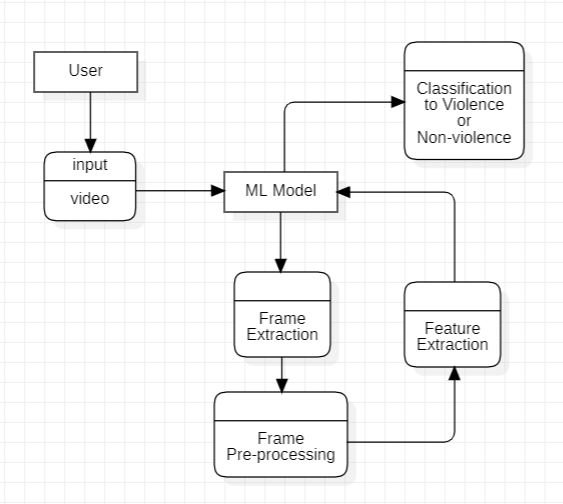 User
input
video
ML Model
Classification
to Violence
or
Non-violence
Frame
Extraction
Feature
Extraction
Frame
Pre-processing